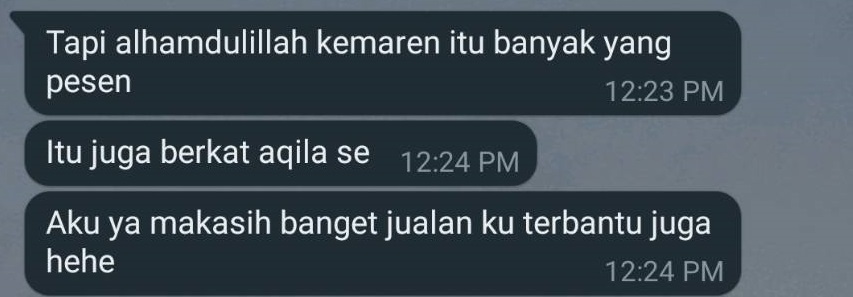 Tapi alhamdulillah kemaren itu banyak yang
pesen
12:23 PM
Itu juga berkat aqila se 12:24 PM
Aku ya makasih banget jualan ku terbantu juga
hehe
12:24 PM